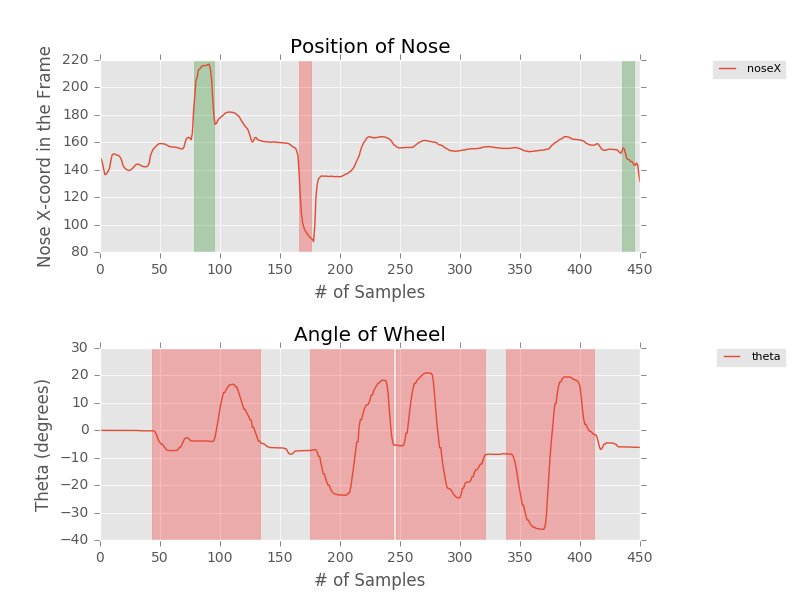 Position of Nose
Nose X-coord in the Frame
220
200
180
160
140
120
100
80
0 50 100 150 200 250 300 350 400 450
# of Samples
noseX
Angle of Wheel
Theta (degrees)
30
20
10
0
−10
−20
−30
−40
0 50 100 150 200 250 300 350 400 450
# of Samples
theta